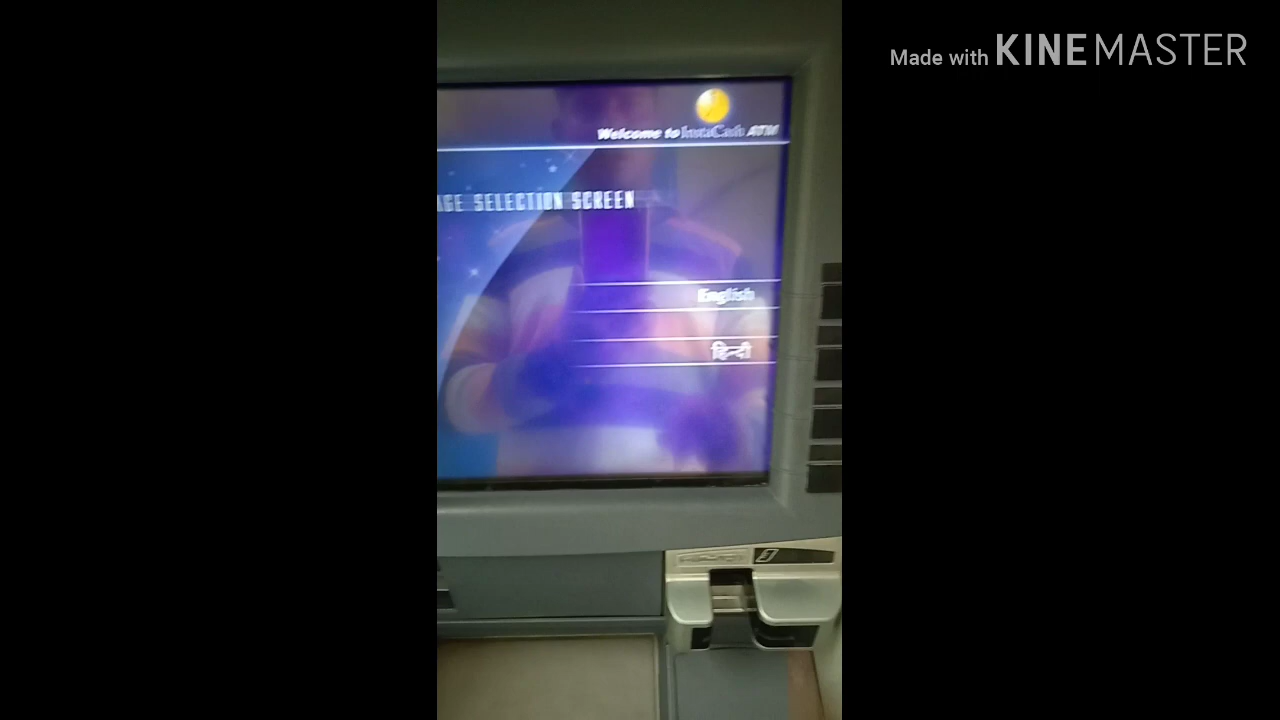 Made with KINEMASTER
Welcome to InstaCash ATM
AGE SELECTION SCREEN
English
हिन्दी